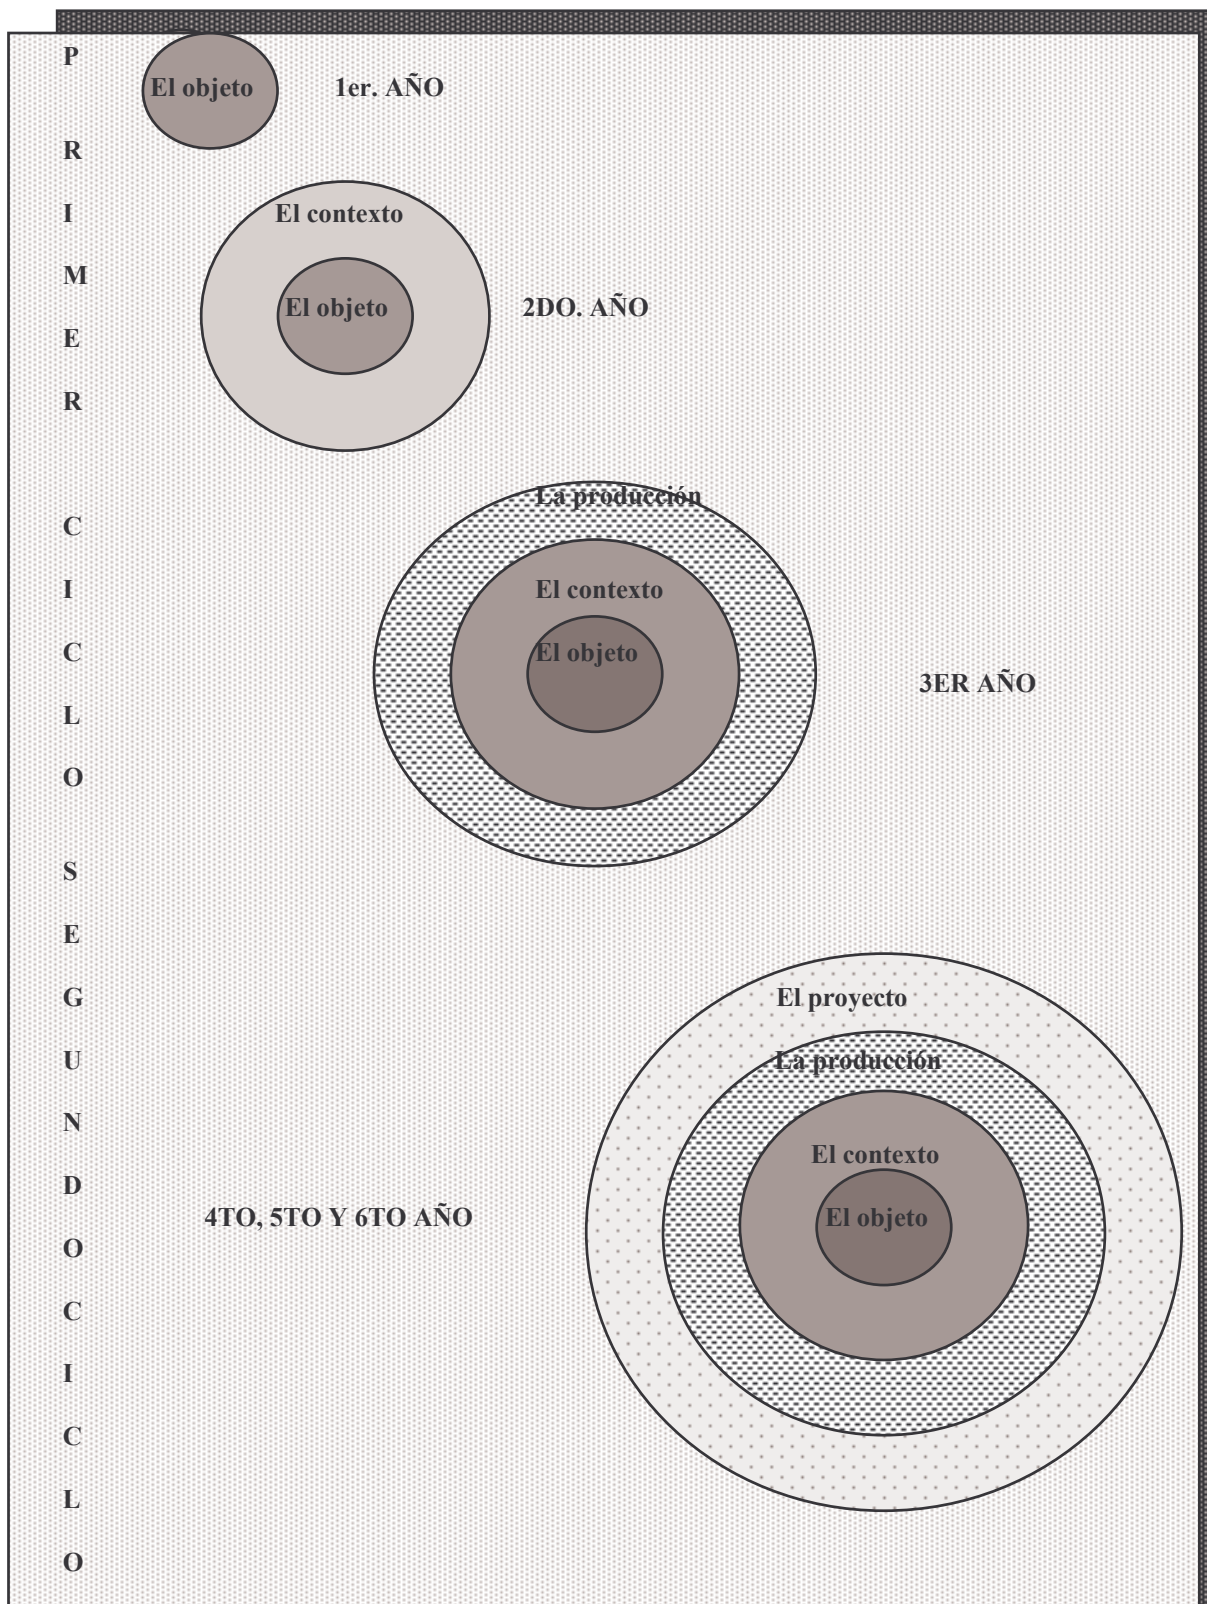 P
El objeto
1er. AÑO
R
I
El contexto
M
El objeto
2DO. AÑO
E
R
La producción
C
I
El contexto
C
El objeto
3ER AÑO
L
O
S
E
G
El proyecto
U
La producción
N
El contexto
D
4TO, 5TO Y 6TO AÑO
El objeto
O
C
I
C
L
O